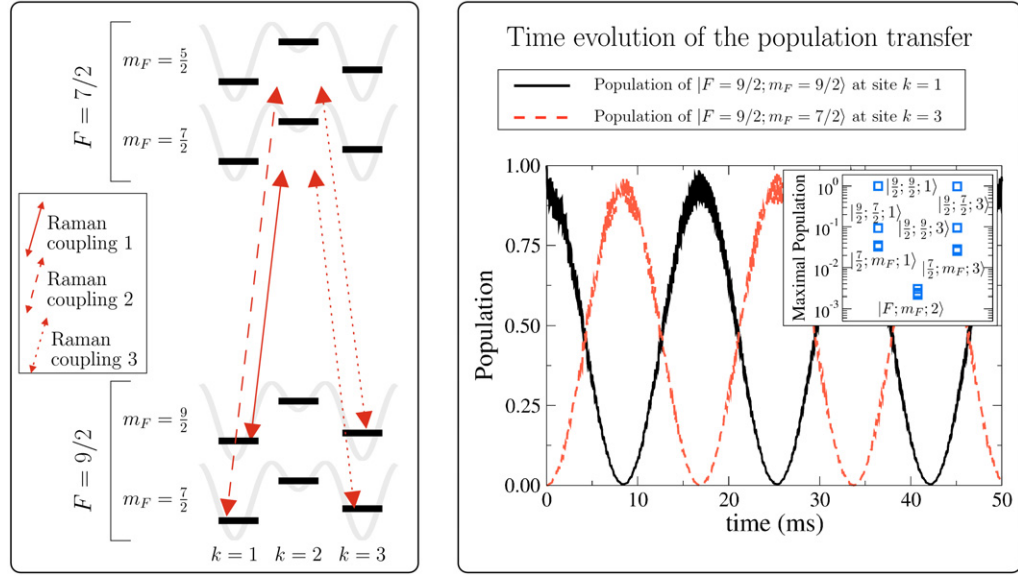 F = 7/2
m_F = 5/2
m_F = 7/2
Raman
coupling 1
Raman
coupling 2
Raman
coupling 3
F = 9/2
m_F = 9/2
m_F = 7/2
k = 1 k = 2 k = 3
Time evolution of the population transfer
Population of |F = 9/2; m_F = 9/2⟩ at site k = 1
Population of |F = 9/2; m_F = 7/2⟩ at site k = 3
Population
1.00
0.75
0.50
0.25
0.00
0 10 20 30 40 50
time (ms)
Maximal Population
10^0
10^-1
10^-2
10^-3
|9/2; 9/2; 1⟩
|9/2; 7/2; 3⟩
|9/2; 7/2; 1⟩
|9/2; 9/2; 3⟩
|7/2; m_F; 1⟩
|7/2; m_F; 3⟩
|F; m_F; 2⟩